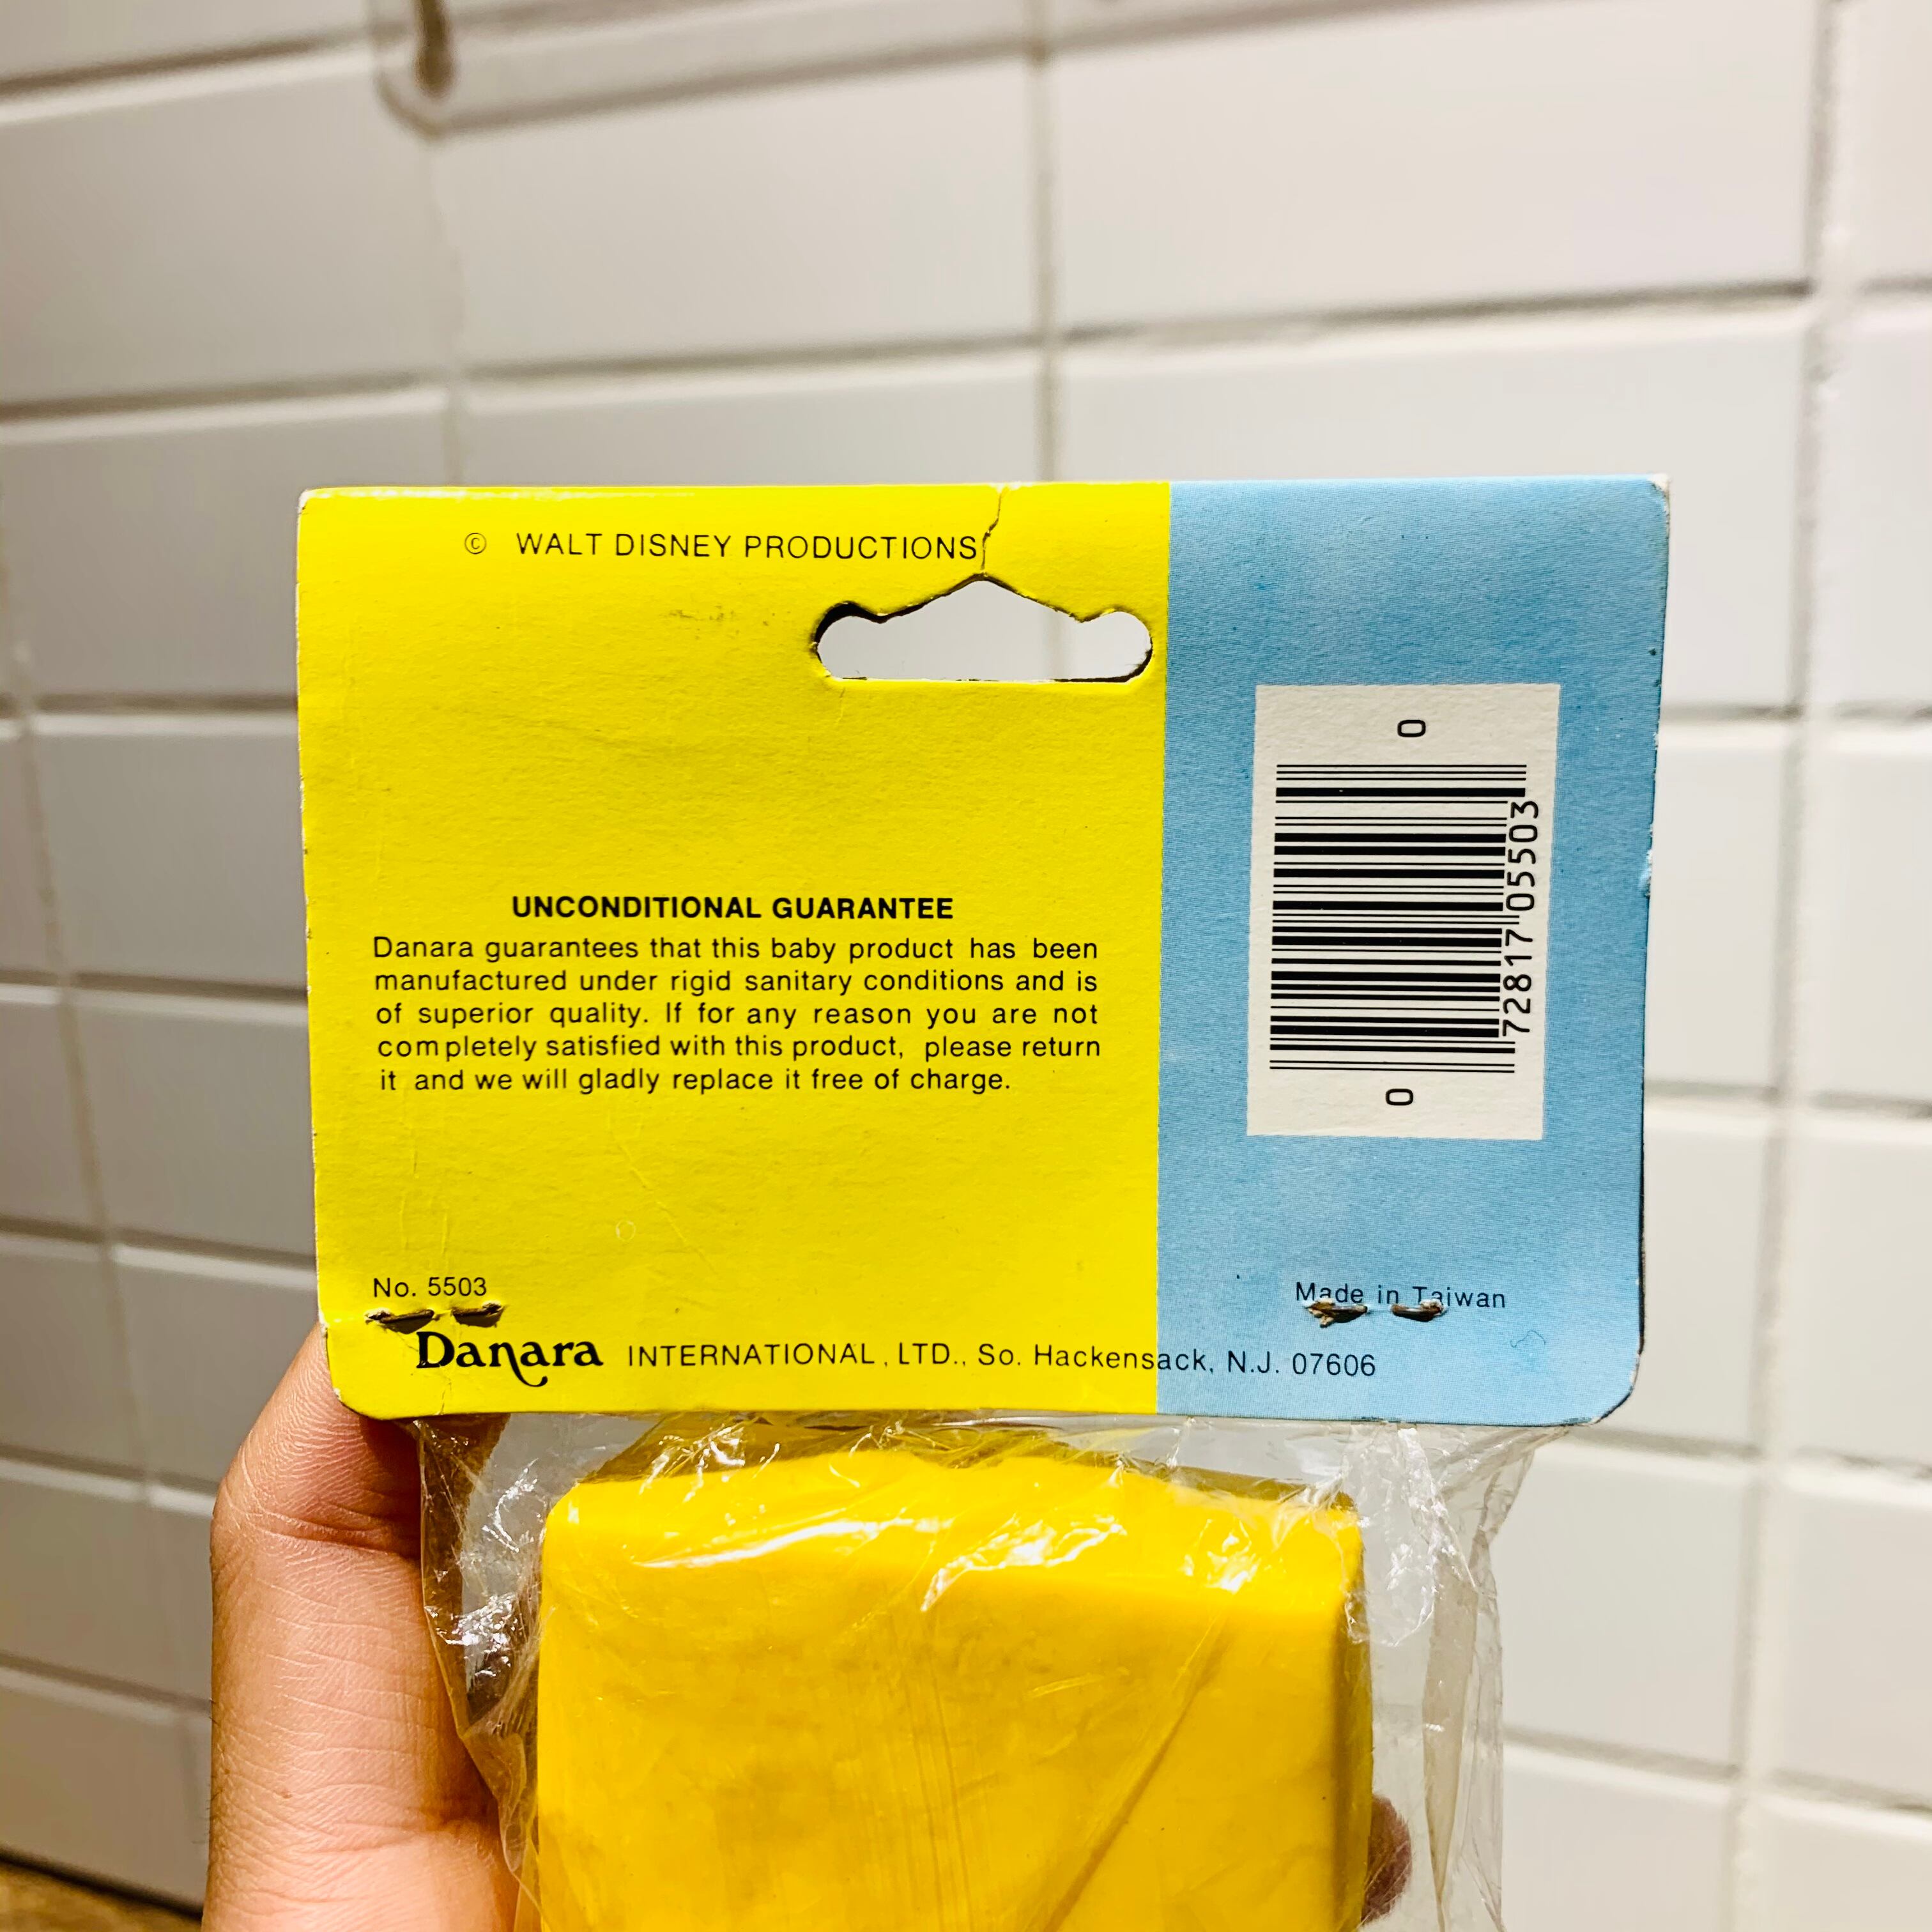 © WALT DISNEY PRODUCTIONS
UNCONDITIONAL GUARANTEE
Danara guarantees that this baby product has been
manufactured under rigid sanitary conditions and is
of superior quality. If for any reason you are not
completely satisfied with this product, please return
it and we will gladly replace it free of charge.
0 72817 05503 0
No. 5503
Made in Taiwan
Danara INTERNATIONAL, LTD., So. Hackensack, N.J. 07606